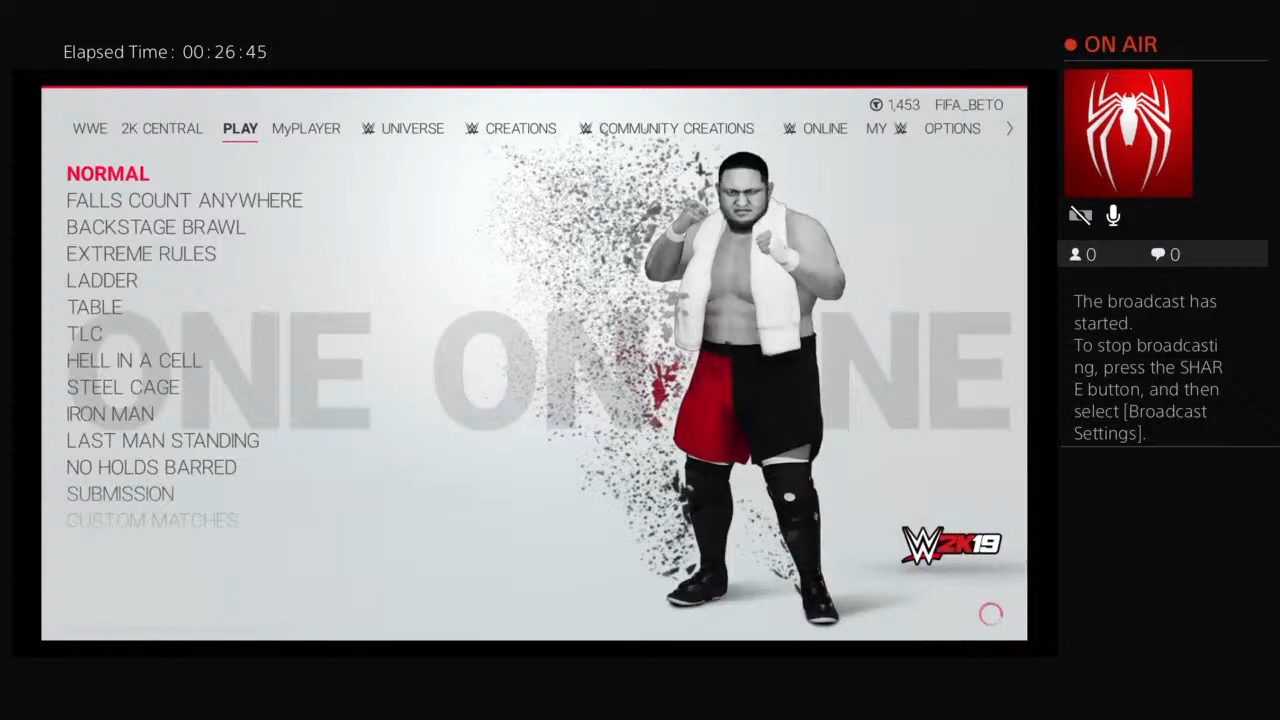 Elapsed Time: 00:26:45
ON AIR
1,453 FIFA_BETO
WWE 2K CENTRAL PLAY MyPLAYER UNIVERSE CREATIONS COMMUNITY CREATIONS ONLINE MY OPTIONS
NORMAL
FALLS COUNT ANYWHERE
BACKSTAGE BRAWL
EXTREME RULES
LADDER
TABLE
TLC
HELL IN A CELL
STEEL CAGE
IRON MAN
LAST MAN STANDING
NO HOLDS BARRED
SUBMISSION
CUSTOM MATCHES
ONE ON ONE
W 2K19
0 0
The broadcast has
started.
To stop broadcasti
ng, press the SHAR
E button, and then
select [Broadcast
Settings].